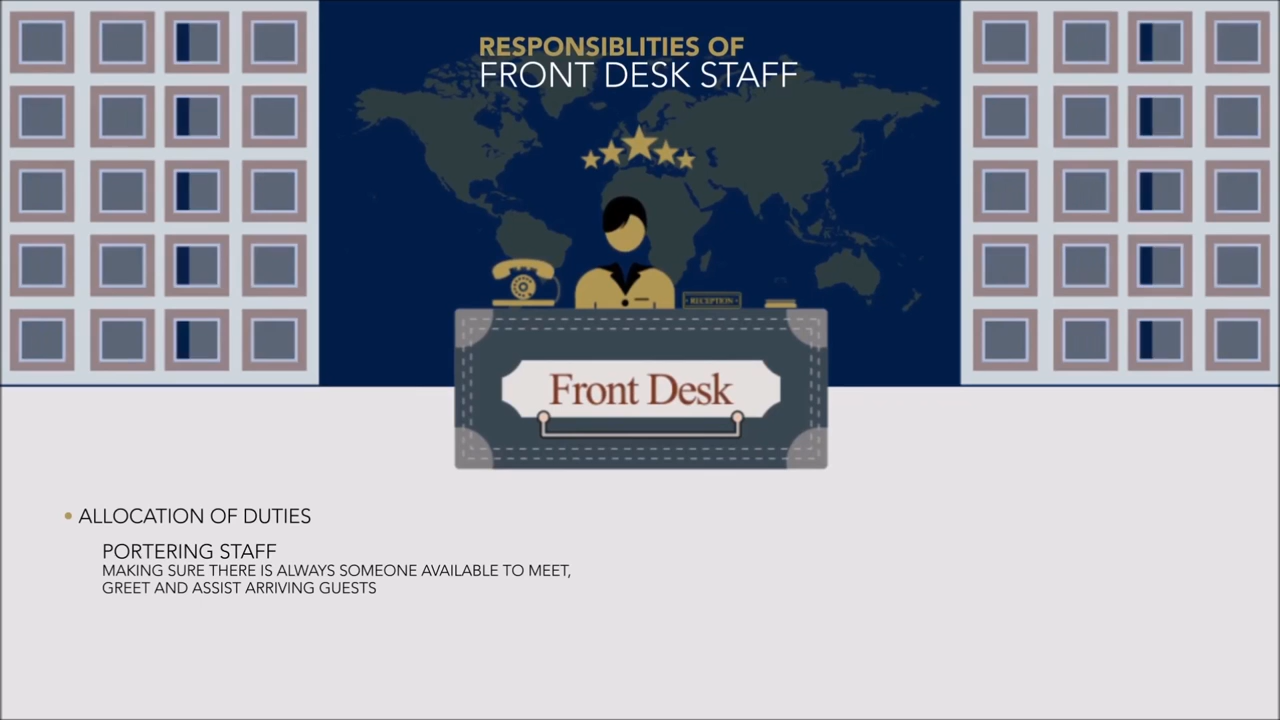 RESPONSIBLITIES OF
FRONT DESK STAFF
RECEPTION
Front Desk
• ALLOCATION OF DUTIES
PORTERING STAFF
MAKING SURE THERE IS ALWAYS SOMEONE AVAILABLE TO MEET,
GREET AND ASSIST ARRIVING GUESTS